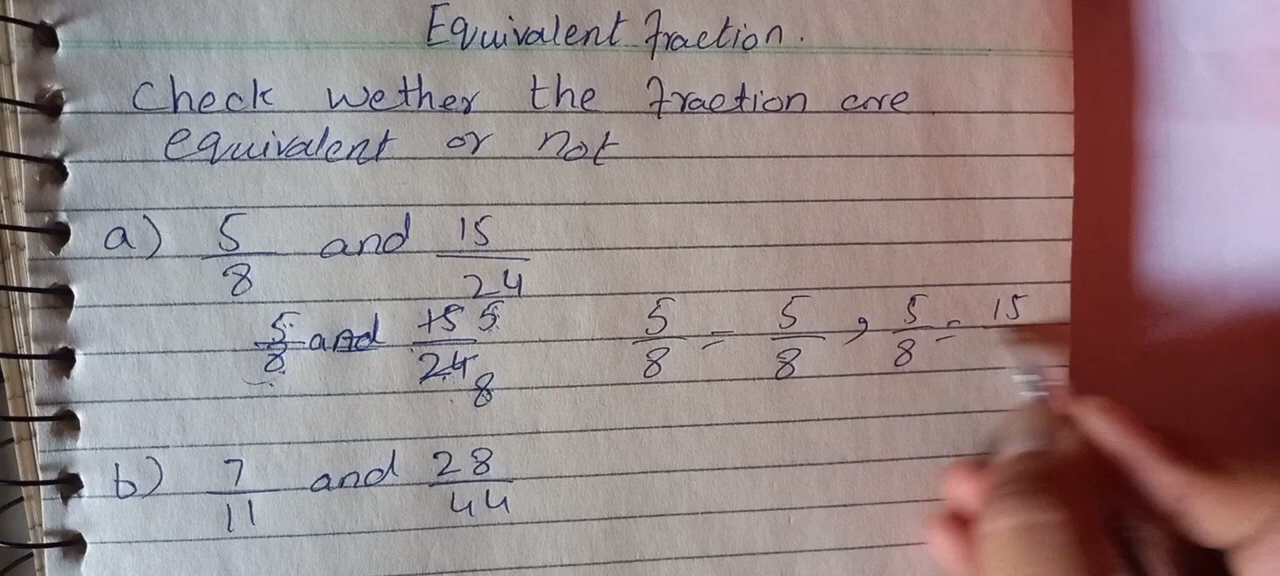 Equivalent fraction.
Check wether the fraction are
equivalent or not
a) 5/8 and 15/24
5/8 and 15/24 5/8 5/8 = 5/8 , 5/8 = 15
b) 7/11 and 28/44